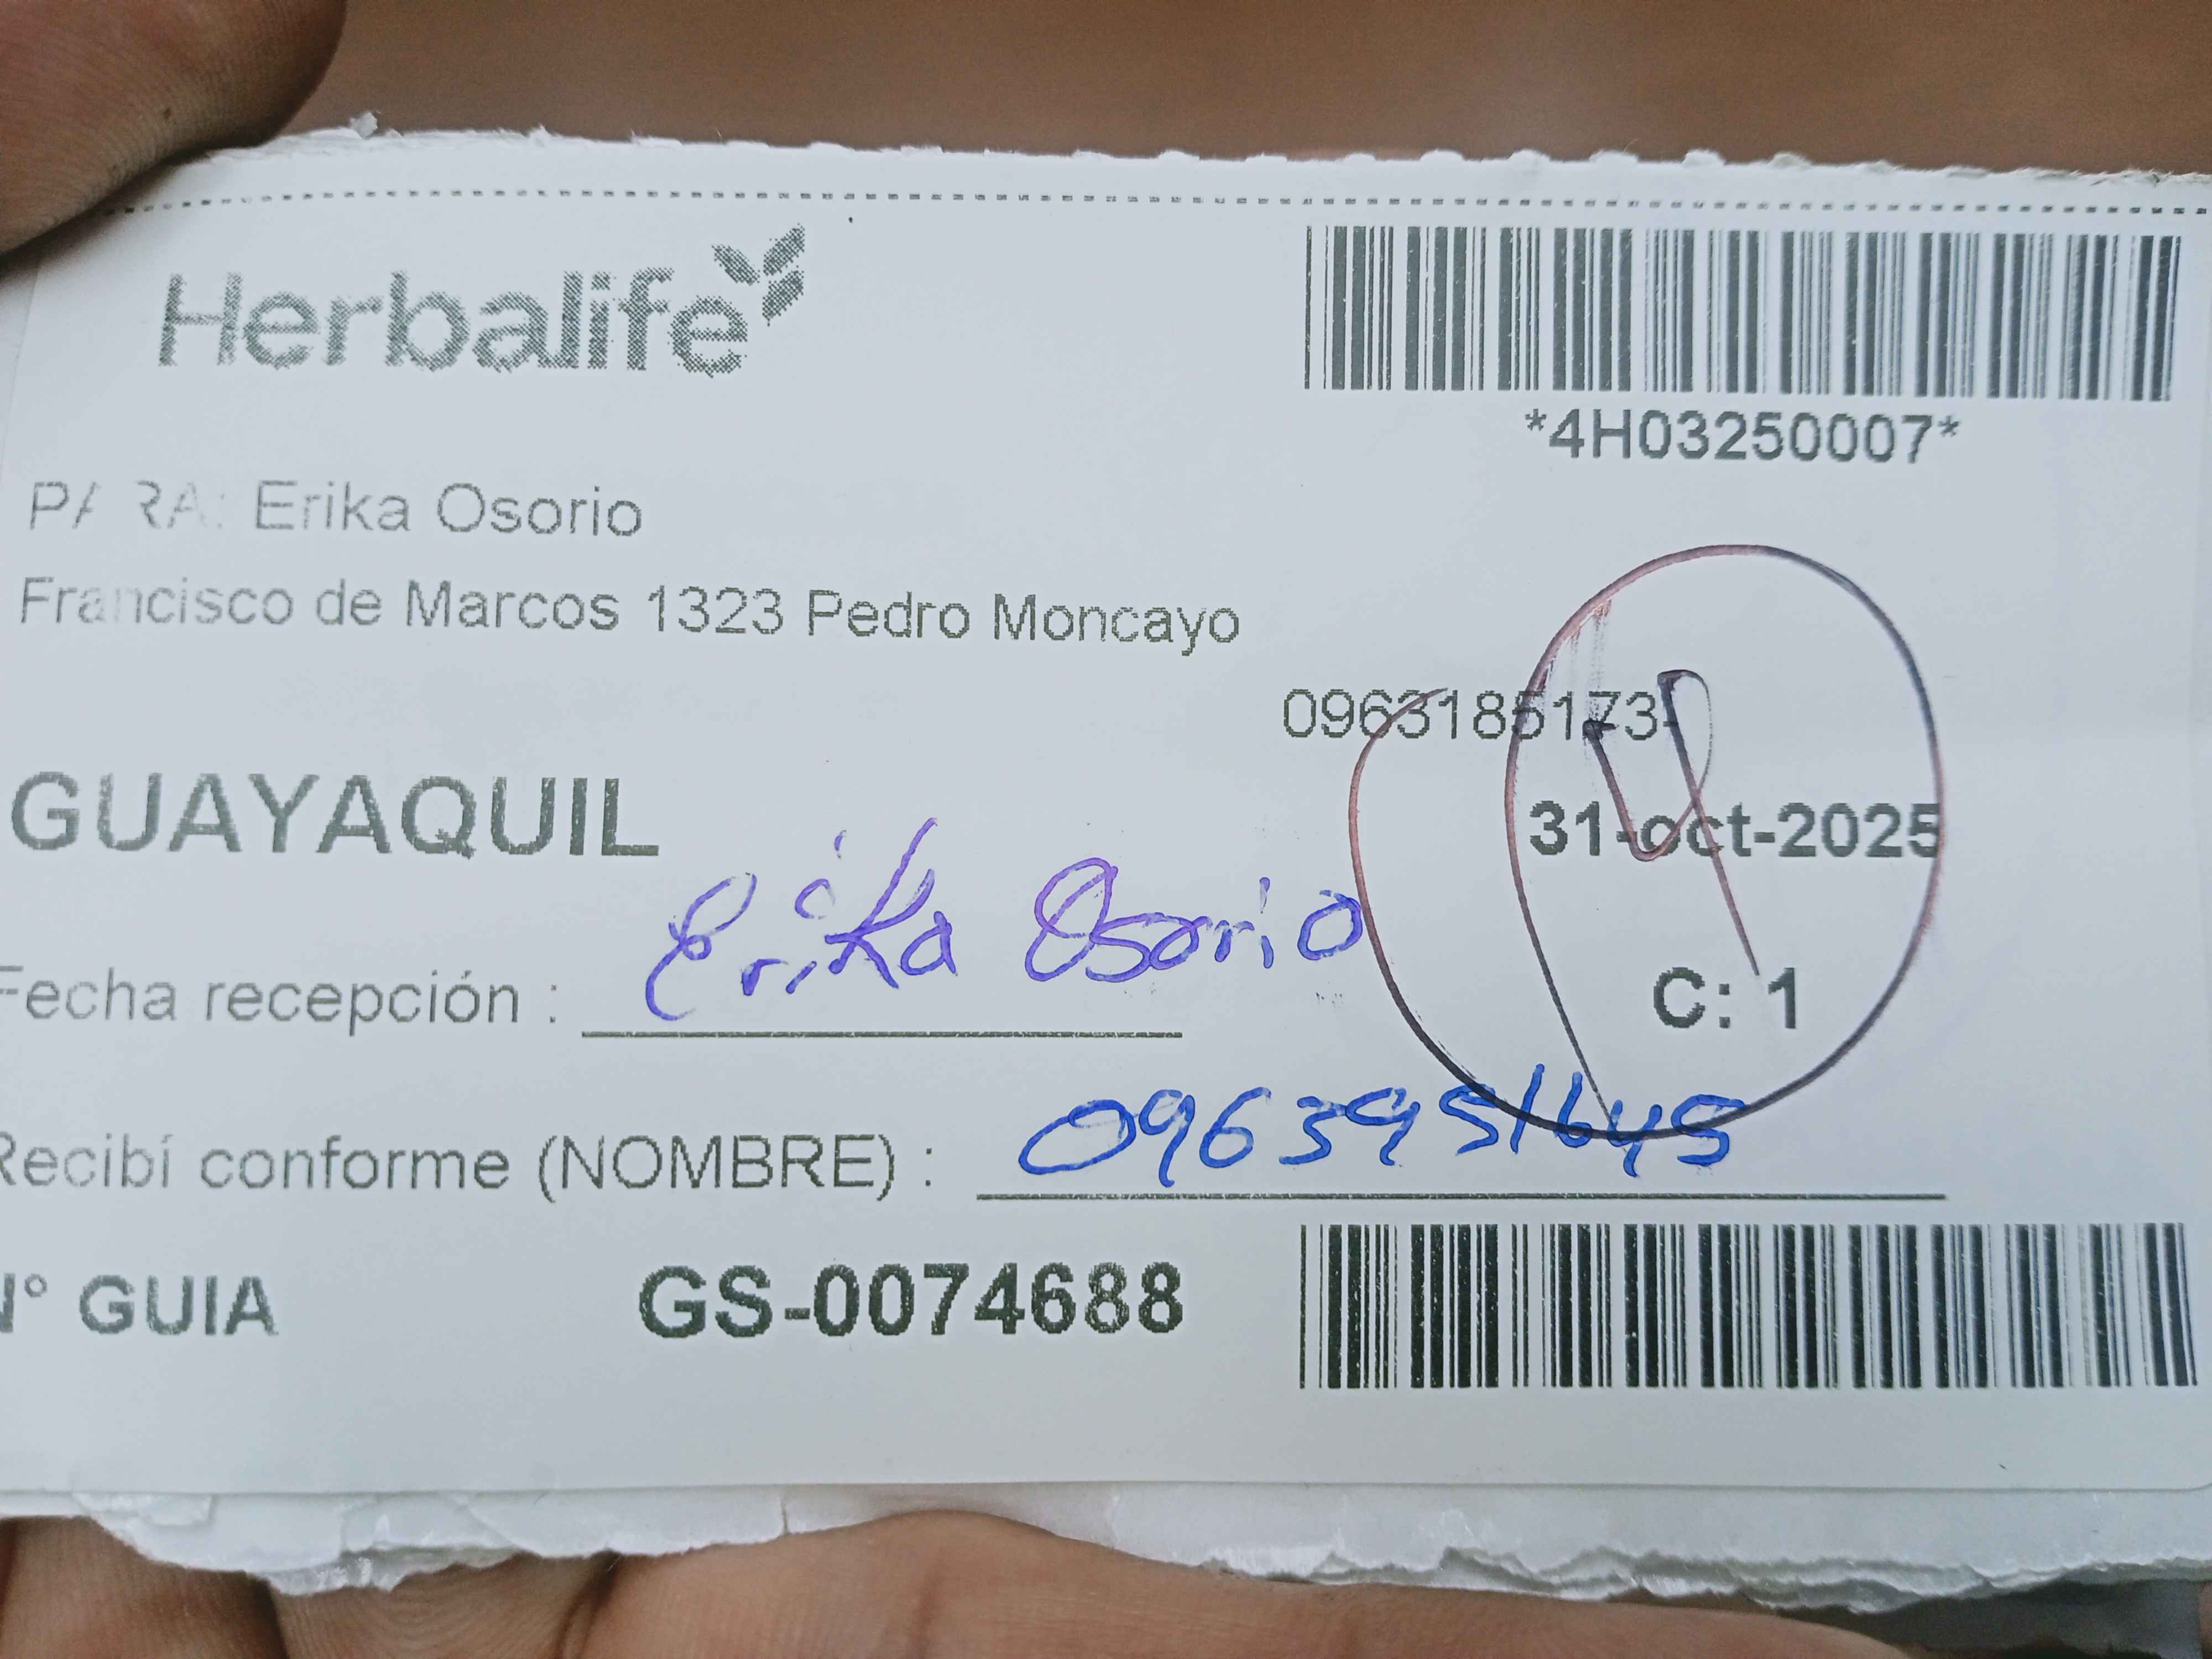 Herbalife
*4H03250007*
PARA: Erika Osorio
Francisco de Marcos 1323 Pedro Moncayo
0963185173-
GUAYAQUIL
31-oct-2025
Fecha recepción : Erika Osorio
C: 1
Recibí conforme (NOMBRE) : 0963951645
N° GUIA GS-0074688